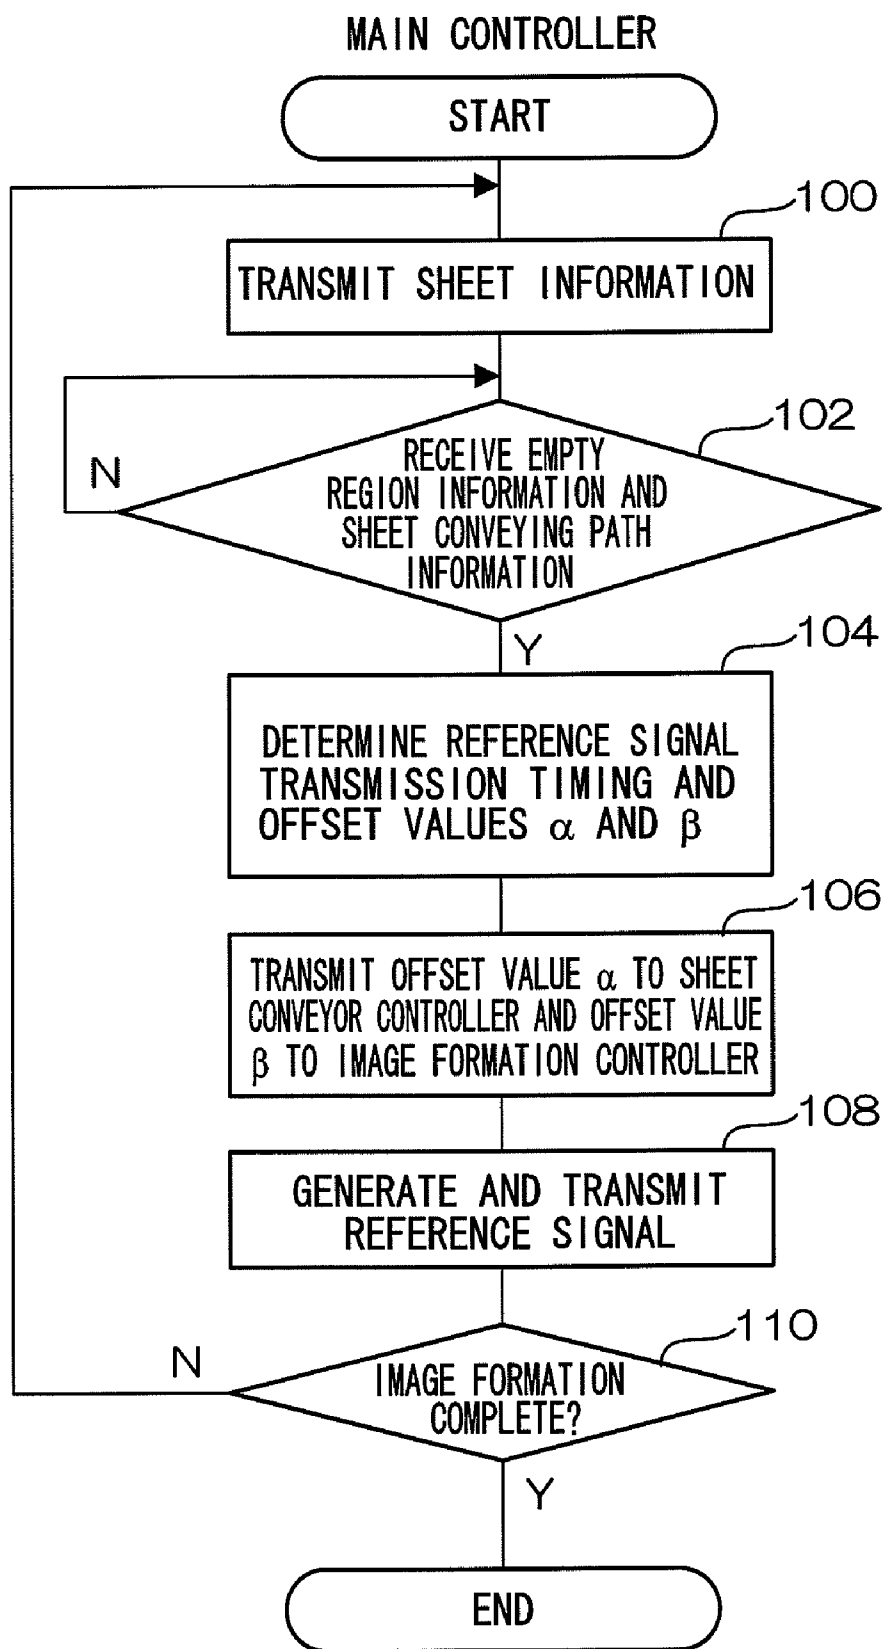 MAIN CONTROLLER
START
100
TRANSMIT SHEET INFORMATION
102
RECEIVE EMPTY
REGION INFORMATION AND
SHEET CONVEYING PATH
INFORMATION
N
Y
104
DETERMINE REFERENCE SIGNAL
TRANSMISSION TIMING AND
OFFSET VALUES α AND β
106
TRANSMIT OFFSET VALUE α TO SHEET
CONVEYOR CONTROLLER AND OFFSET VALUE
β TO IMAGE FORMATION CONTROLLER
108
GENERATE AND TRANSMIT
REFERENCE SIGNAL
110
N
IMAGE FORMATION
COMPLETE?
Y
END